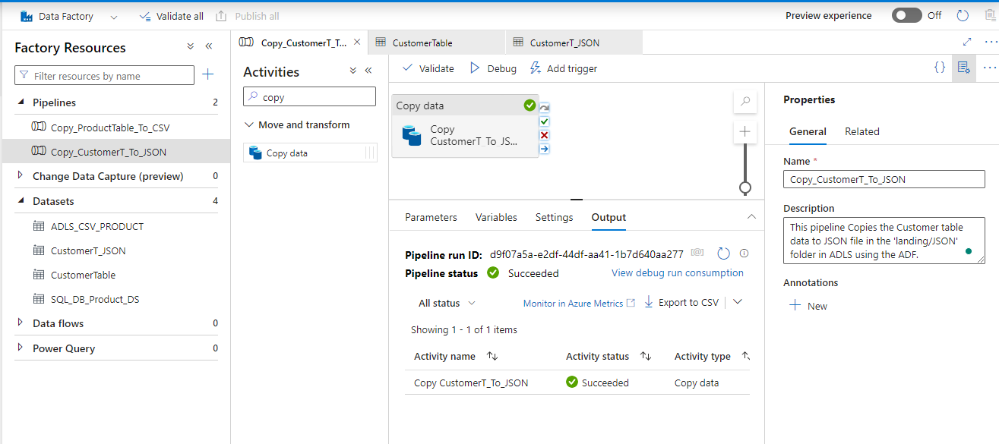 Data Factory
Validate all
Publish all
Preview experience
Off
Factory Resources
Filter resources by name
Pipelines
2
Copy_ProductTable_To_CSV
Copy_CustomerT_To_JSON
Change Data Capture (preview)
0
Datasets
4
ADLS_CSV_PRODUCT
CustomerT_JSON
CustomerTable
SQL_DB_Product_DS
Data flows
0
Power Query
0
Copy_CustomerT_T...
CustomerTable
CustomerT_JSON
Activities
copy
Move and transform
Copy data
Validate
Debug
Add trigger
{}
Copy data
Copy
CustomerT_To_JS...
Parameters
Variables
Settings
Output
Pipeline run ID: d9f07a5a-e2df-44df-aa41-1b7d640aa277
Pipeline status Succeeded
View debug run consumption
All status
Monitor in Azure Metrics
Export to CSV
Showing 1 - 1 of 1 items
Activity name
Activity status
Activity type
Copy CustomerT_To_JSON
Succeeded
Copy data
Properties
General
Related
Name *
Copy_CustomerT_To_JSON
Description
This pipeline Copies the Customer table
data to JSON file in the 'landing/JSON'
folder in ADLS using the ADF.
Annotations
New